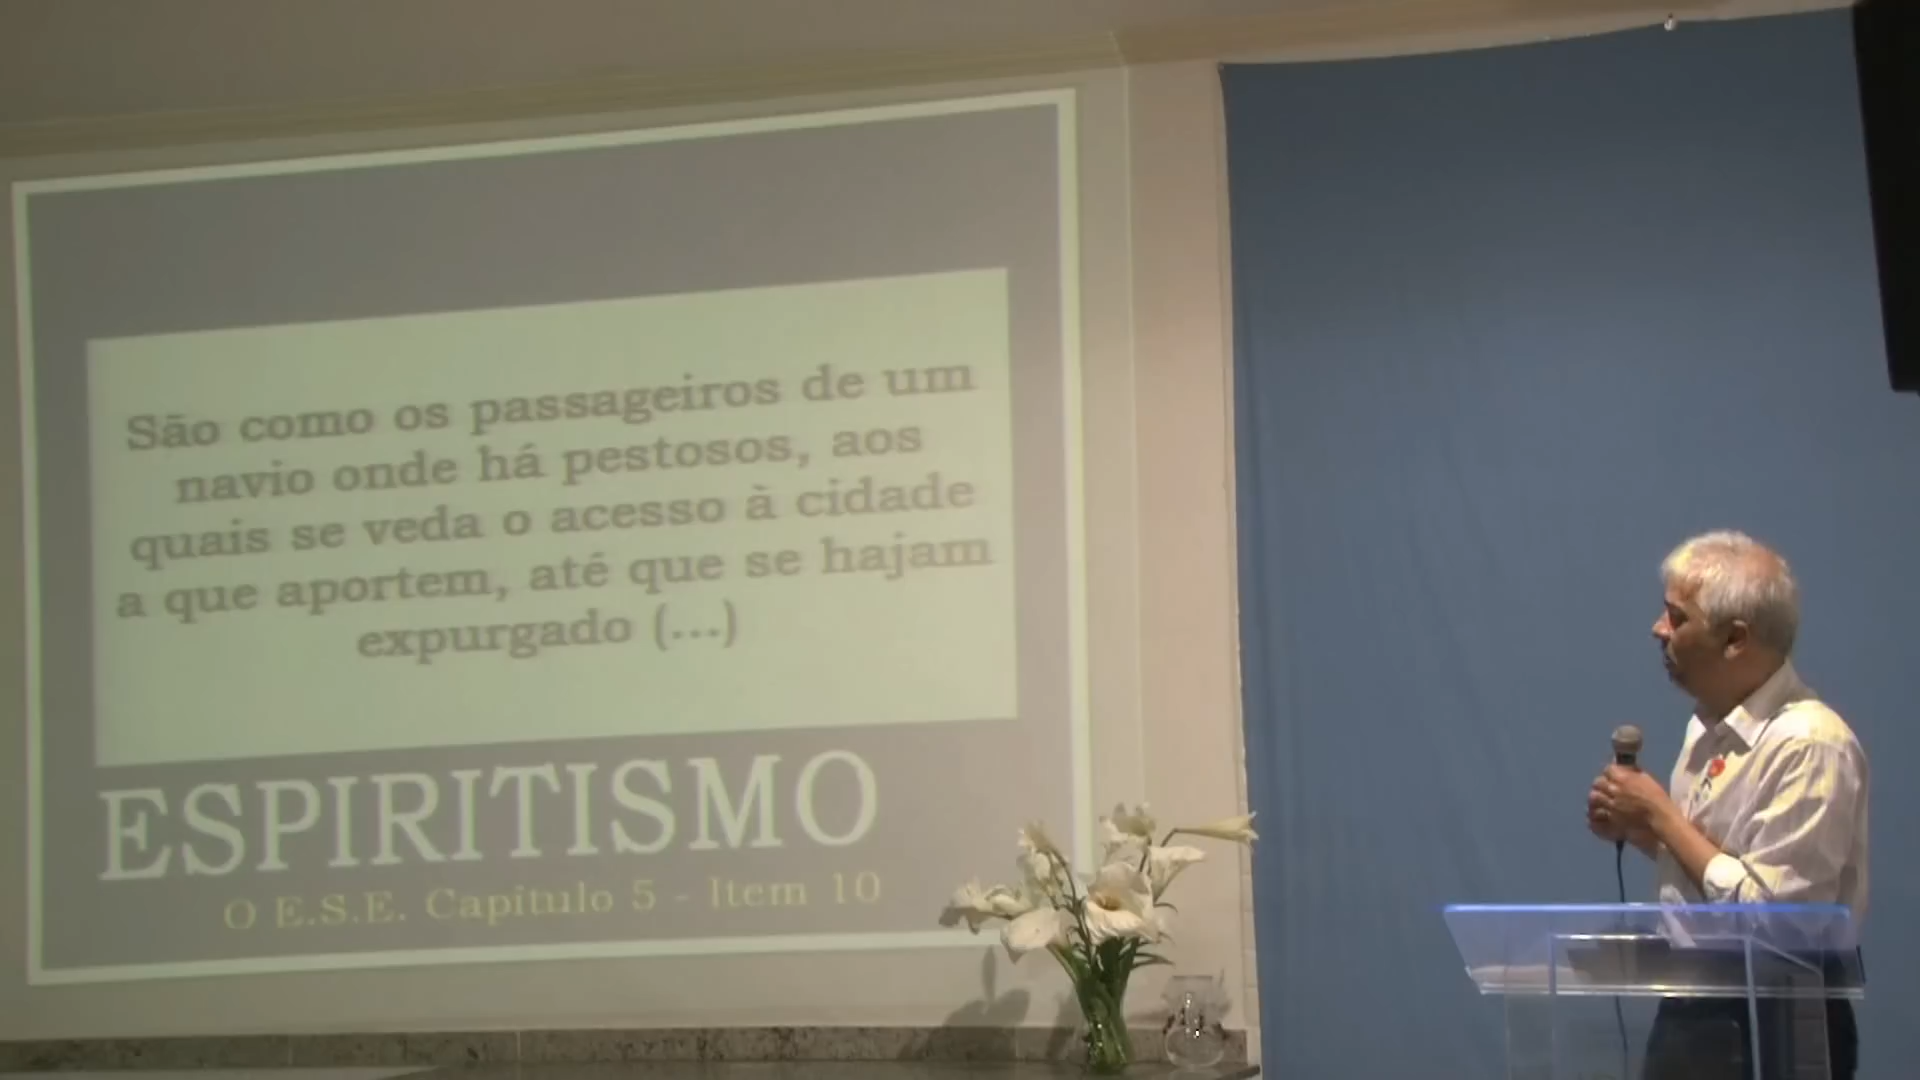 São como os passageiros de um
navio onde há pestosos, aos
quais se veda o acesso à cidade
a que aportem, até que se hajam
expurgado (...)
ESPIRITISMO
O E.S.E. Capítulo 5 - Item 10